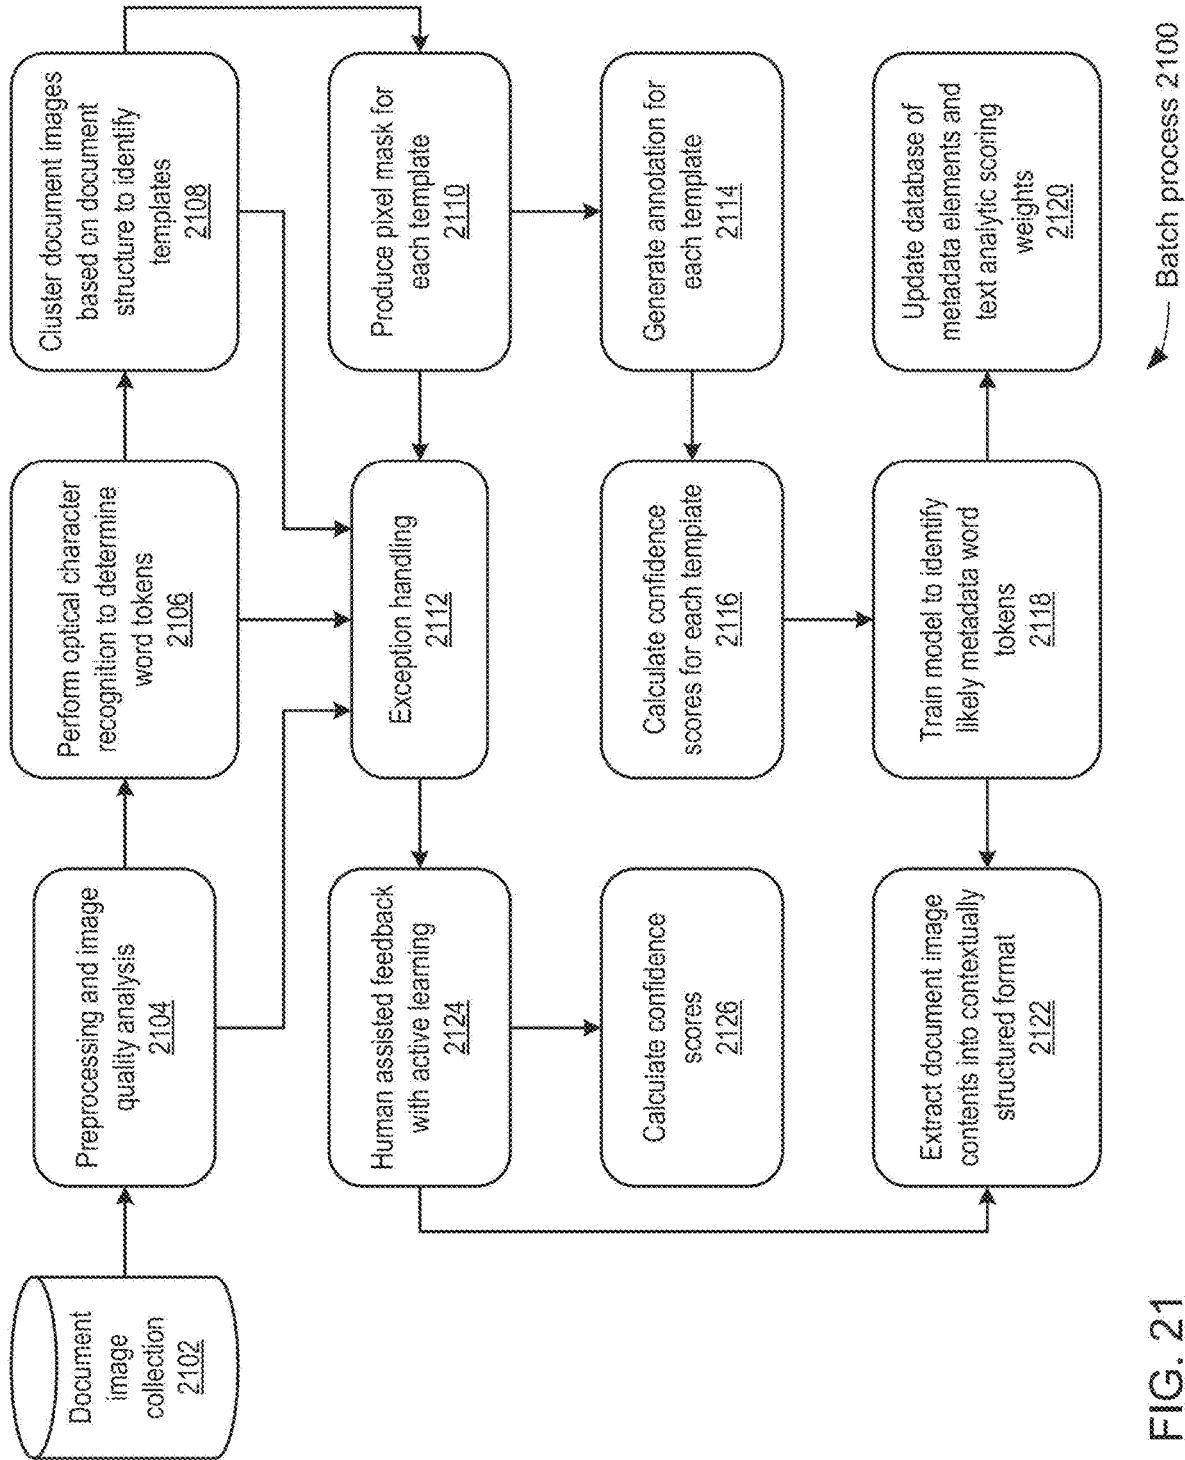 Document
image
collection
2102
Preprocessing and image
quality analysis
2104
Perform optical character
recognition to determine
word tokens
2106
Cluster document images
based on document
structure to identify
templates
2108
Human assisted feedback
with active learning
2124
Exception handling
2112
Produce pixel mask for
each template
2110
Calculate confidence
scores
2126
Calculate confidence
scores for each template
2116
Generate annotation for
each template
2114
Extract document image
contents into contextually
structured format
2122
Train model to identify
likely metadata word
tokens
2118
Update database of
metadata elements and
text analytic scoring
weights
2120
FIG. 21
Batch process 2100